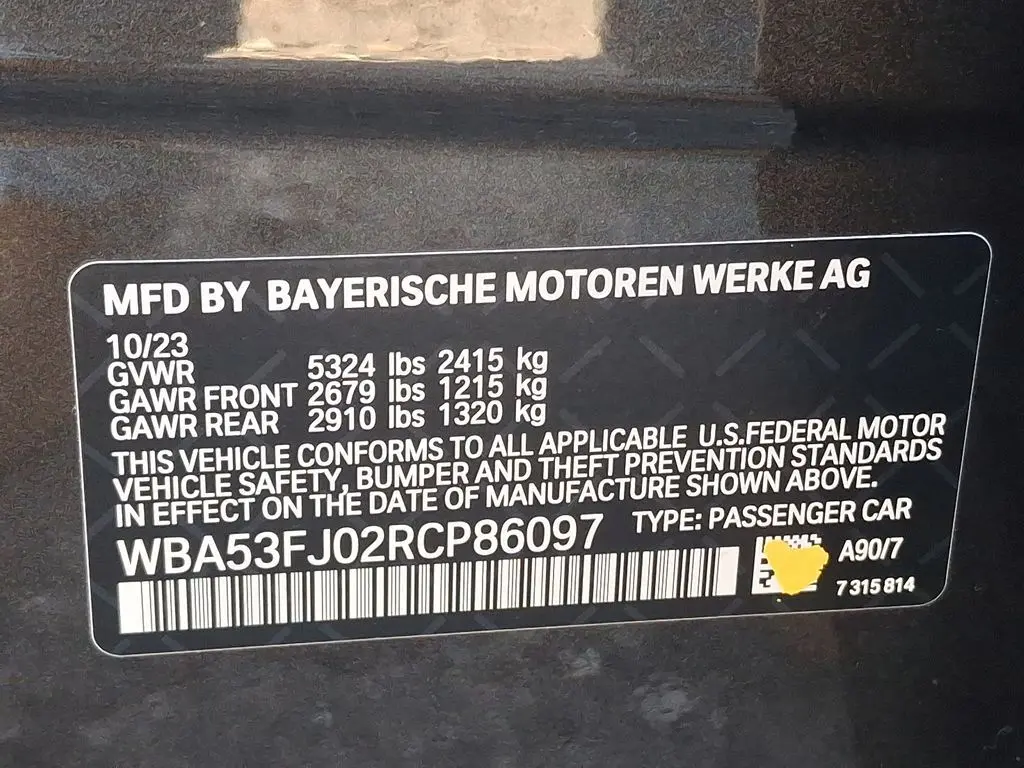 MFD BY BAYERISCHE MOTOREN WERKE AG
10/23
GVWR 5324 lbs 2415 kg
GAWR FRONT 2679 lbs 1215 kg
GAWR REAR 2910 lbs 1320 kg
THIS VEHICLE CONFORMS TO ALL APPLICABLE U.S.FEDERAL MOTOR
VEHICLE SAFETY, BUMPER AND THEFT PREVENTION STANDARDS
IN EFFECT ON THE DATE OF MANUFACTURE SHOWN ABOVE.
WBA53FJ02RCP86097 TYPE: PASSENGER CAR
A90/7
7 315 814